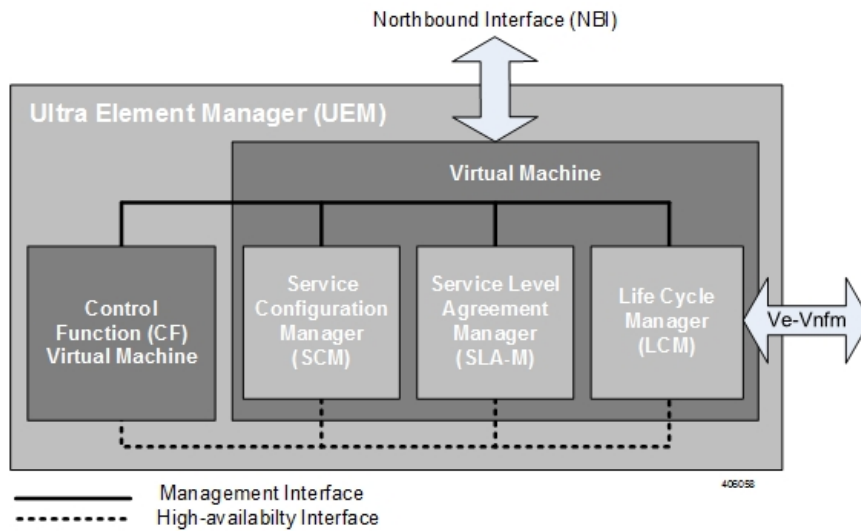 Northbound Interface (NBI)
Ultra Element Manager (UEM)
Virtual Machine
Control
Function (CF)
Virtual Machine
Service
Configuration
Manager
(SCM)
Service Level
Agreement
Manager
(SLA-M)
Life Cycle
Manager
(LCM)
Ve-Vnfm
406058
Management Interface
High-availabilty Interface